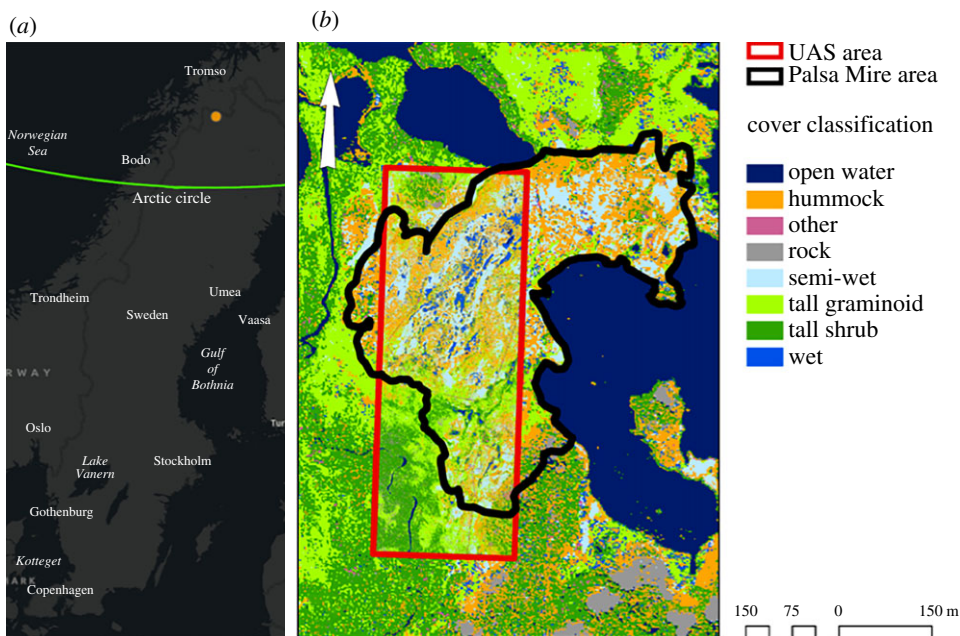 (a)
Tromso
Norwegian
Sea
Bodo
Arctic circle
Trondheim
Umea
Sweden
Vaasa
Gulf
of
Bothnia
RWAY
Oslo
Lake
Vanern
Stockholm
Gothenburg
Kotteget
MARK
Copenhagen
(b)
UAS area
Palsa Mire area
cover classification
open water
hummock
other
rock
semi-wet
tall graminoid
tall shrub
wet
150 75 0 150 m